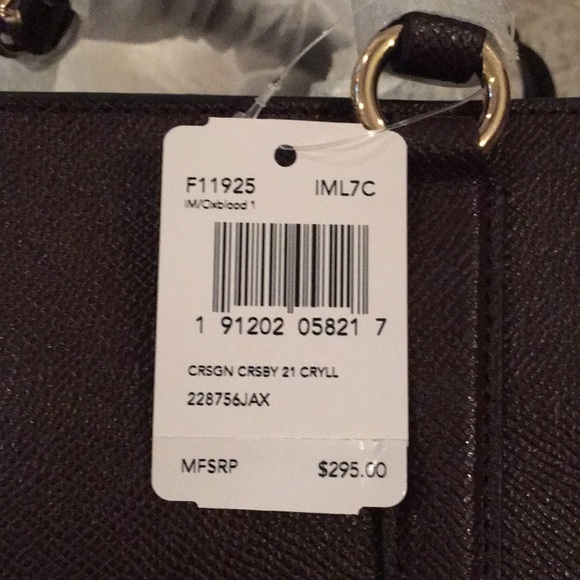 F11925 IML7C
IM/Oxblood 1
1 91202 05821 7
CRSGN CRSBY 21 CRYLL
228756JAX
MFSRP $295.00